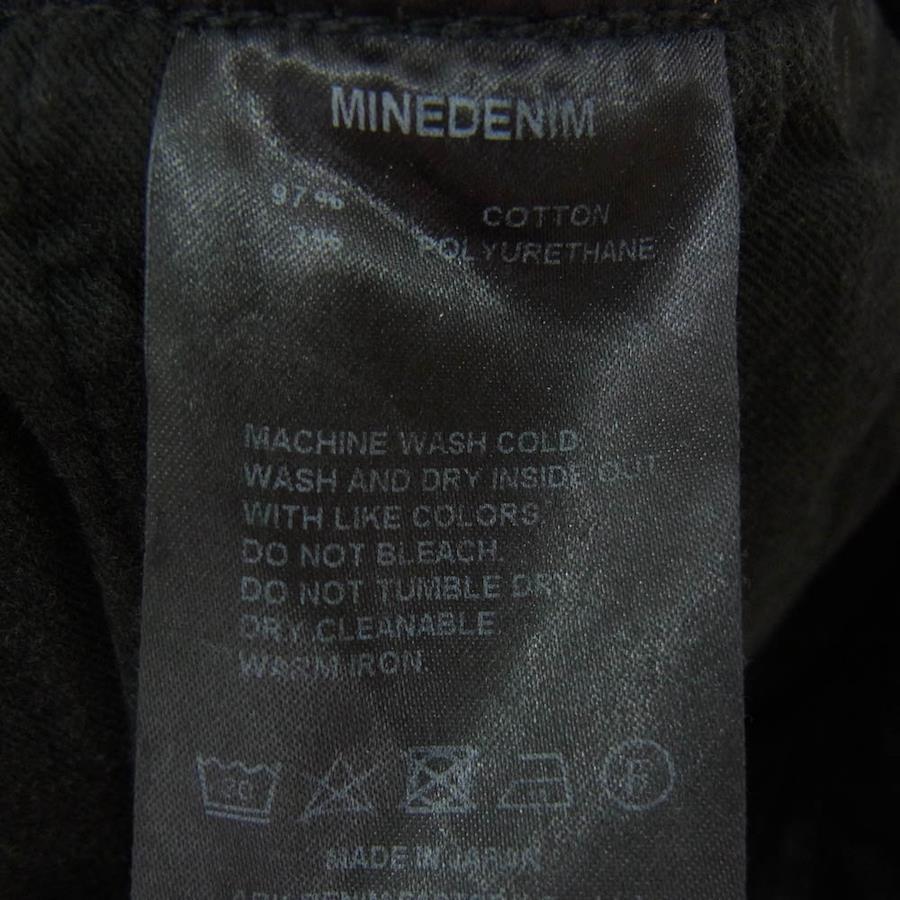 MINEDENIM
97% COTTON
3% POLYURETHANE
MACHINE WASH COLD
WASH AND DRY INSIDE OUT
WITH LIKE COLORS.
DO NOT BLEACH.
DO NOT TUMBLE DRY
DRY CLEANABLE
WARM IRON.
MADE IN JAPAN